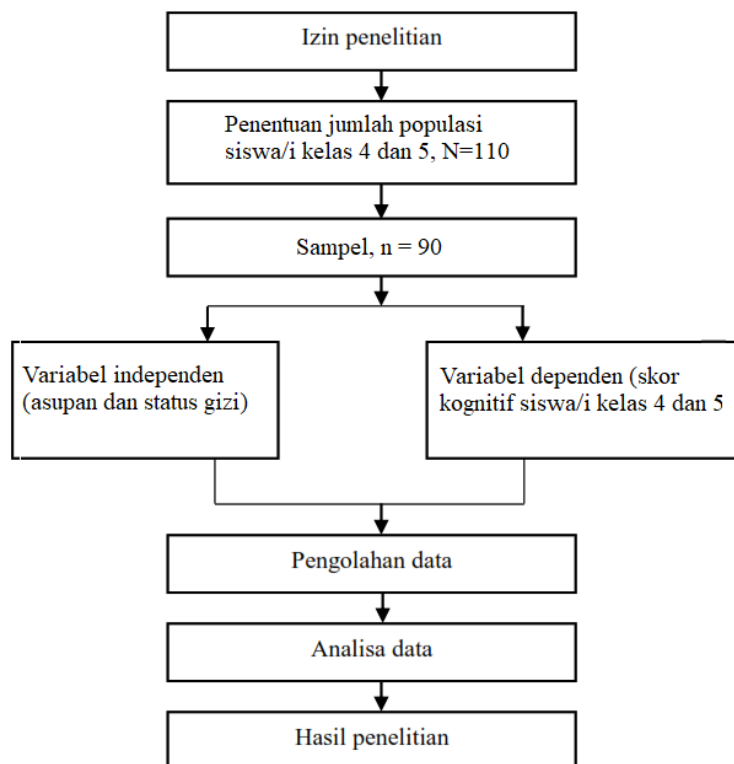 Izin penelitian
Penentuan jumlah populasi
siswa/i kelas 4 dan 5, N=110
Sampel, n = 90
Variabel independen
(asupan dan status gizi)
Variabel dependen (skor
kognitif siswa/i kelas 4 dan 5
Pengolahan data
Analisa data
Hasil penelitian